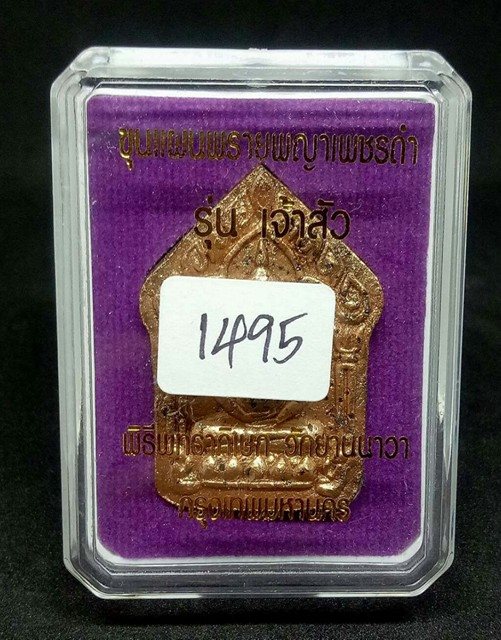 ขุนแผนพรายพญาเพชรดำ
รุ่น เจ้าสัว
1495
พิธีพุทธาภิเษก วัดยานนาวา
กรุงเทพมหานคร